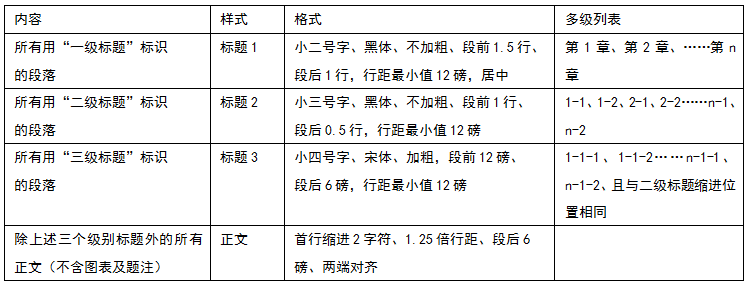 内容 样式 格式 多级列表
所有用“一级标题”标识 标题 1 小二号字、黑体、不加粗、段前 1.5 行、 第 1 章、第 2 章、……第 n
的段落 段后 1 行，行距最小值 12 磅，居中 章
所有用“二级标题”标识 标题 2 小三号字、黑体、不加粗、段前 1 行、 1-1、1-2、2-1、2-2……n-1、
的段落 段后 0.5 行，行距最小值 12 磅 n-2
所有用“三级标题”标识 标题 3 小四号字、宋体、加粗，段前 12 磅、 1-1-1、1-1-2……n-1-1、
的段落 段后 6 磅，行距最小值 12 磅 n-1-2、且与二级标题缩进位
置相同
除上述三个级别标题外的所有 正文 首行缩进 2 字符、1.25 倍行距、段后 6
正文（不含图表及题注） 磅、两端对齐